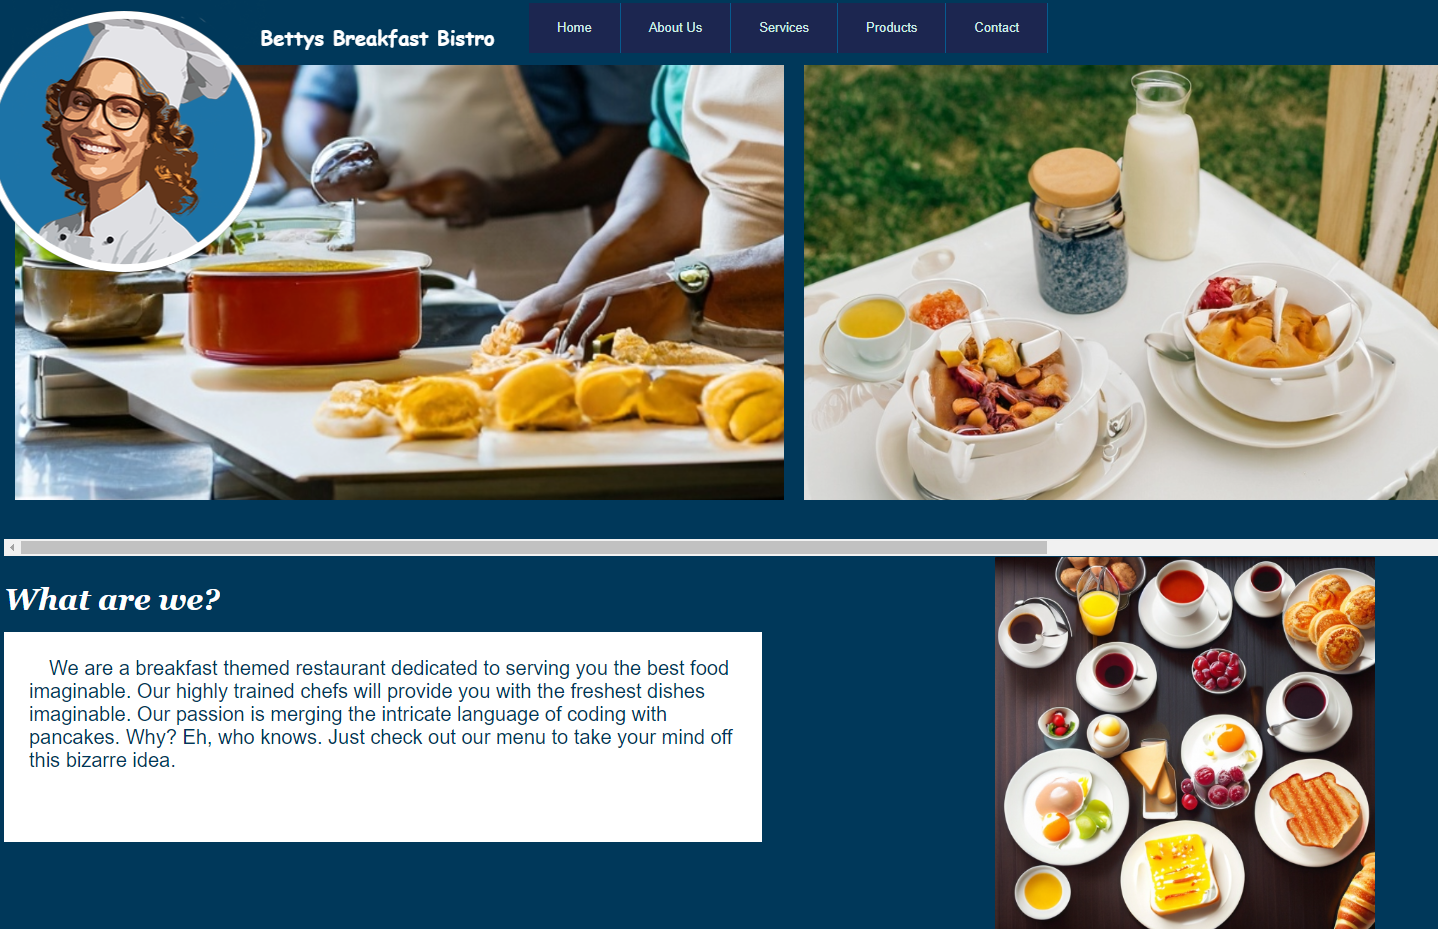 Bettys Breakfast Bistro
Home
About Us
Services
Products
Contact
What are we?
We are a breakfast themed restaurant dedicated to serving you the best food
imaginable. Our highly trained chefs will provide you with the freshest dishes
imaginable. Our passion is merging the intricate language of coding with
pancakes. Why? Eh, who knows. Just check out our menu to take your mind off
this bizarre idea.